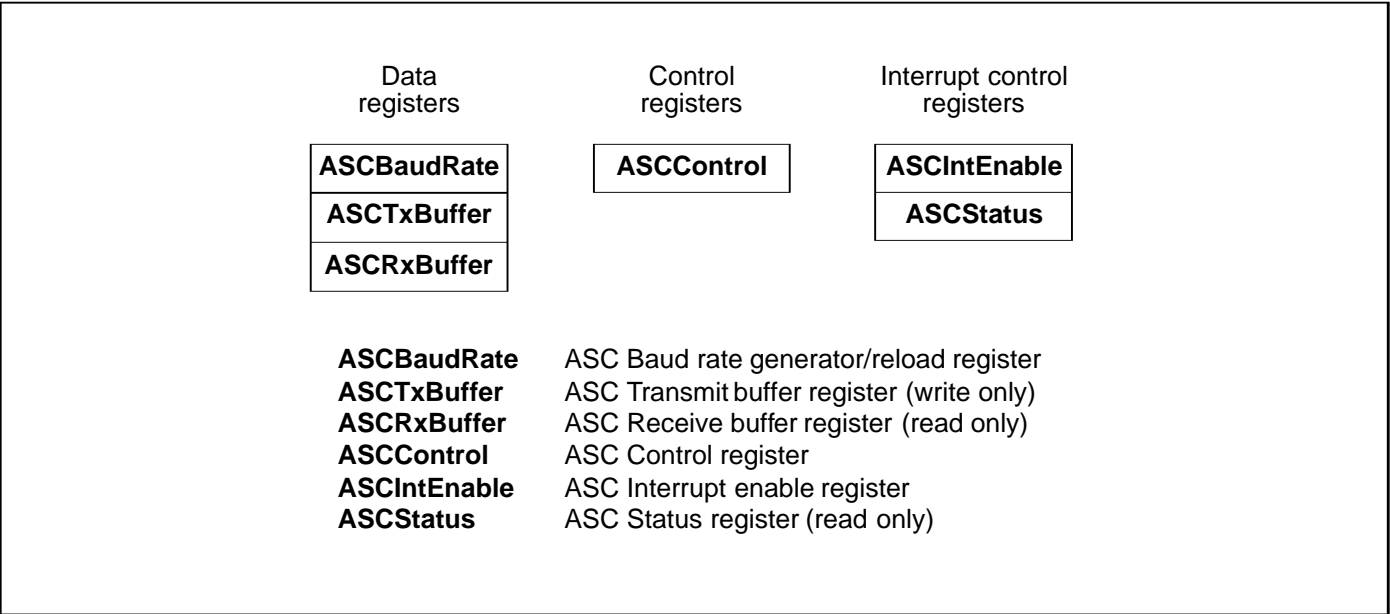 Data
registers
Control
registers
Interrupt control
registers
ASCBaudRate
ASCTxBuffer
ASCRxBuffer
ASCControl
ASCIntEnable
ASCStatus
ASCBaudRate ASC Baud rate generator/reload register
ASCTxBuffer ASC Transmit buffer register (write only)
ASCRxBuffer ASC Receive buffer register (read only)
ASCControl ASC Control register
ASCIntEnable ASC Interrupt enable register
ASCStatus ASC Status register (read only)